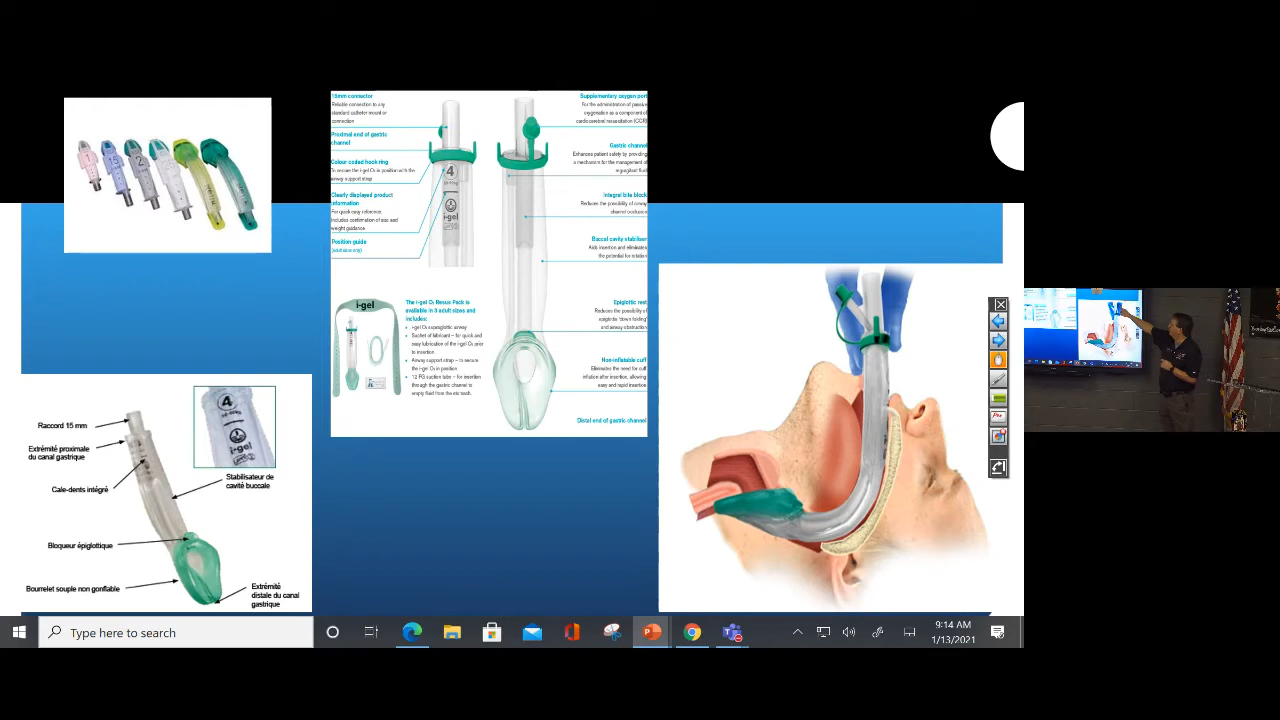 15mm connector
Reliable connection to any
standard catheter mount or
connection
Proximal end of gastric
channel
Colour coded hook ring
To secure the i-gel O₂ in position with the
airway support strap
Clearly displayed product
information
For quick easy reference.
Includes confirmation of size and
weight guidance
Position guide
(adult sizes only)
4
i-gel
Supplementary oxygen port
For the administration of passive
oxygenation as a component of
cardiocerebral resuscitation (CCR)
Gastric channel
Enhances patient safety by providing
a mechanism for the management of
regurgitant fluid
Integral bite block
Reduces the possibility of airway
channel occlusion
Buccal cavity stabiliser
Aids insertion and eliminates
the potential for rotation
Epiglottic rest
Reduces the possibility of
epiglottis 'down folding'
and airway obstruction
Non-inflatable cuff
Eliminates the need for cuff
inflation after insertion, allowing
easy and rapid insertion
Distal end of gastric channel
i-gel
The i-gel O₂ Resus Pack is
available in 3 adult sizes and
includes:
• i-gel O₂ supraglottic airway
• Sachet of lubricant – for quick and
easy lubrication of the i-gel O₂ prior
to insertion
• Airway support strap – to secure
the i-gel O₂ in position
• 12 FG suction tube – for insertion
through the gastric channel to
empty fluid from the stomach.
4
i-gel
Raccord 15 mm
Extrémité proximale
du canal gastrique
Cale-dents intégré
Stabilisateur de
cavité buccale
Bloqueur épiglottique
Bourrelet souple non gonflable
Extrémité
distale du canal
gastrique
Type here to search
9:14 AM
1/13/2021